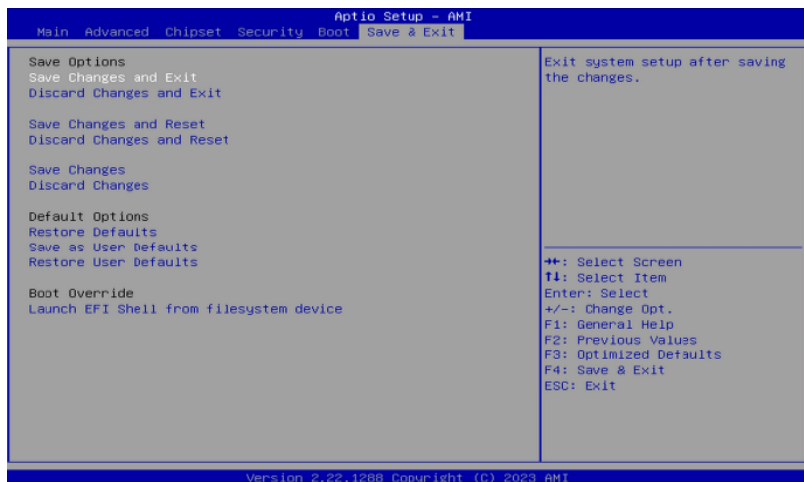 Aptio Setup - AMI
Main Advanced Chipset Security Boot Save & Exit
Save Options
Save Changes and Exit
Discard Changes and Exit
Save Changes and Reset
Discard Changes and Reset
Save Changes
Discard Changes
Default Options
Restore Defaults
Save as User Defaults
Restore User Defaults
Boot Override
Launch EFI Shell from filesystem device
Exit system setup after saving
the changes.
→←: Select Screen
↑↓: Select Item
Enter: Select
+/-: Change Opt.
F1: General Help
F2: Previous Values
F3: Optimized Defaults
F4: Save & Exit
ESC: Exit
Version 2.22.1288 Copyright (C) 2023 AMI